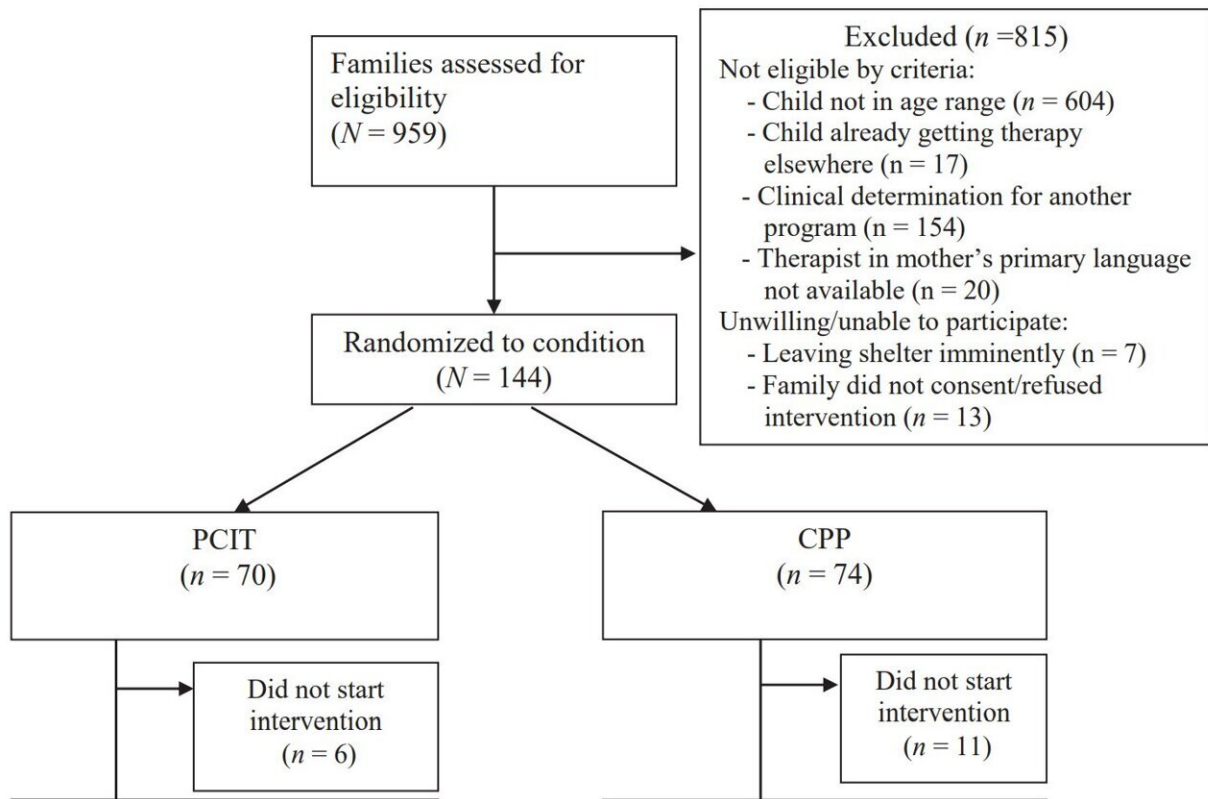 Families assessed for
eligibility
(N = 959)
Excluded (n =815)
Not eligible by criteria:
- Child not in age range (n = 604)
- Child already getting therapy
elsewhere (n = 17)
- Clinical determination for another
program (n = 154)
- Therapist in mother’s primary language
not available (n = 20)
Unwilling/unable to participate:
- Leaving shelter imminently (n = 7)
- Family did not consent/refused
intervention (n = 13)
Randomized to condition
(N = 144)
PCIT
(n = 70)
CPP
(n = 74)
Did not start
intervention
(n = 6)
Did not start
intervention
(n = 11)